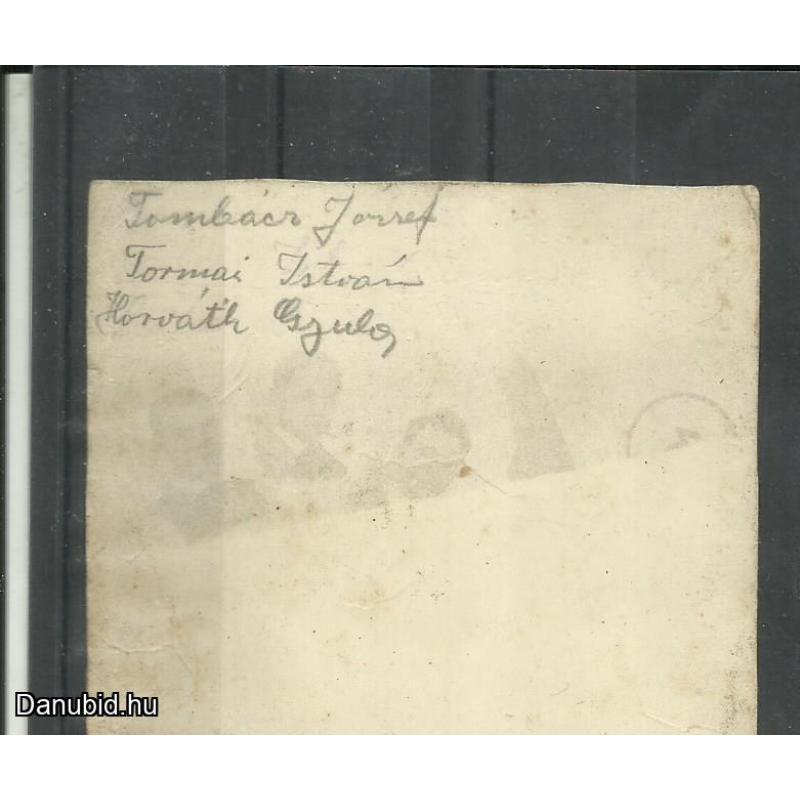 Tombácz József
Tormai István
Horváth Gyula
Danubid.hu